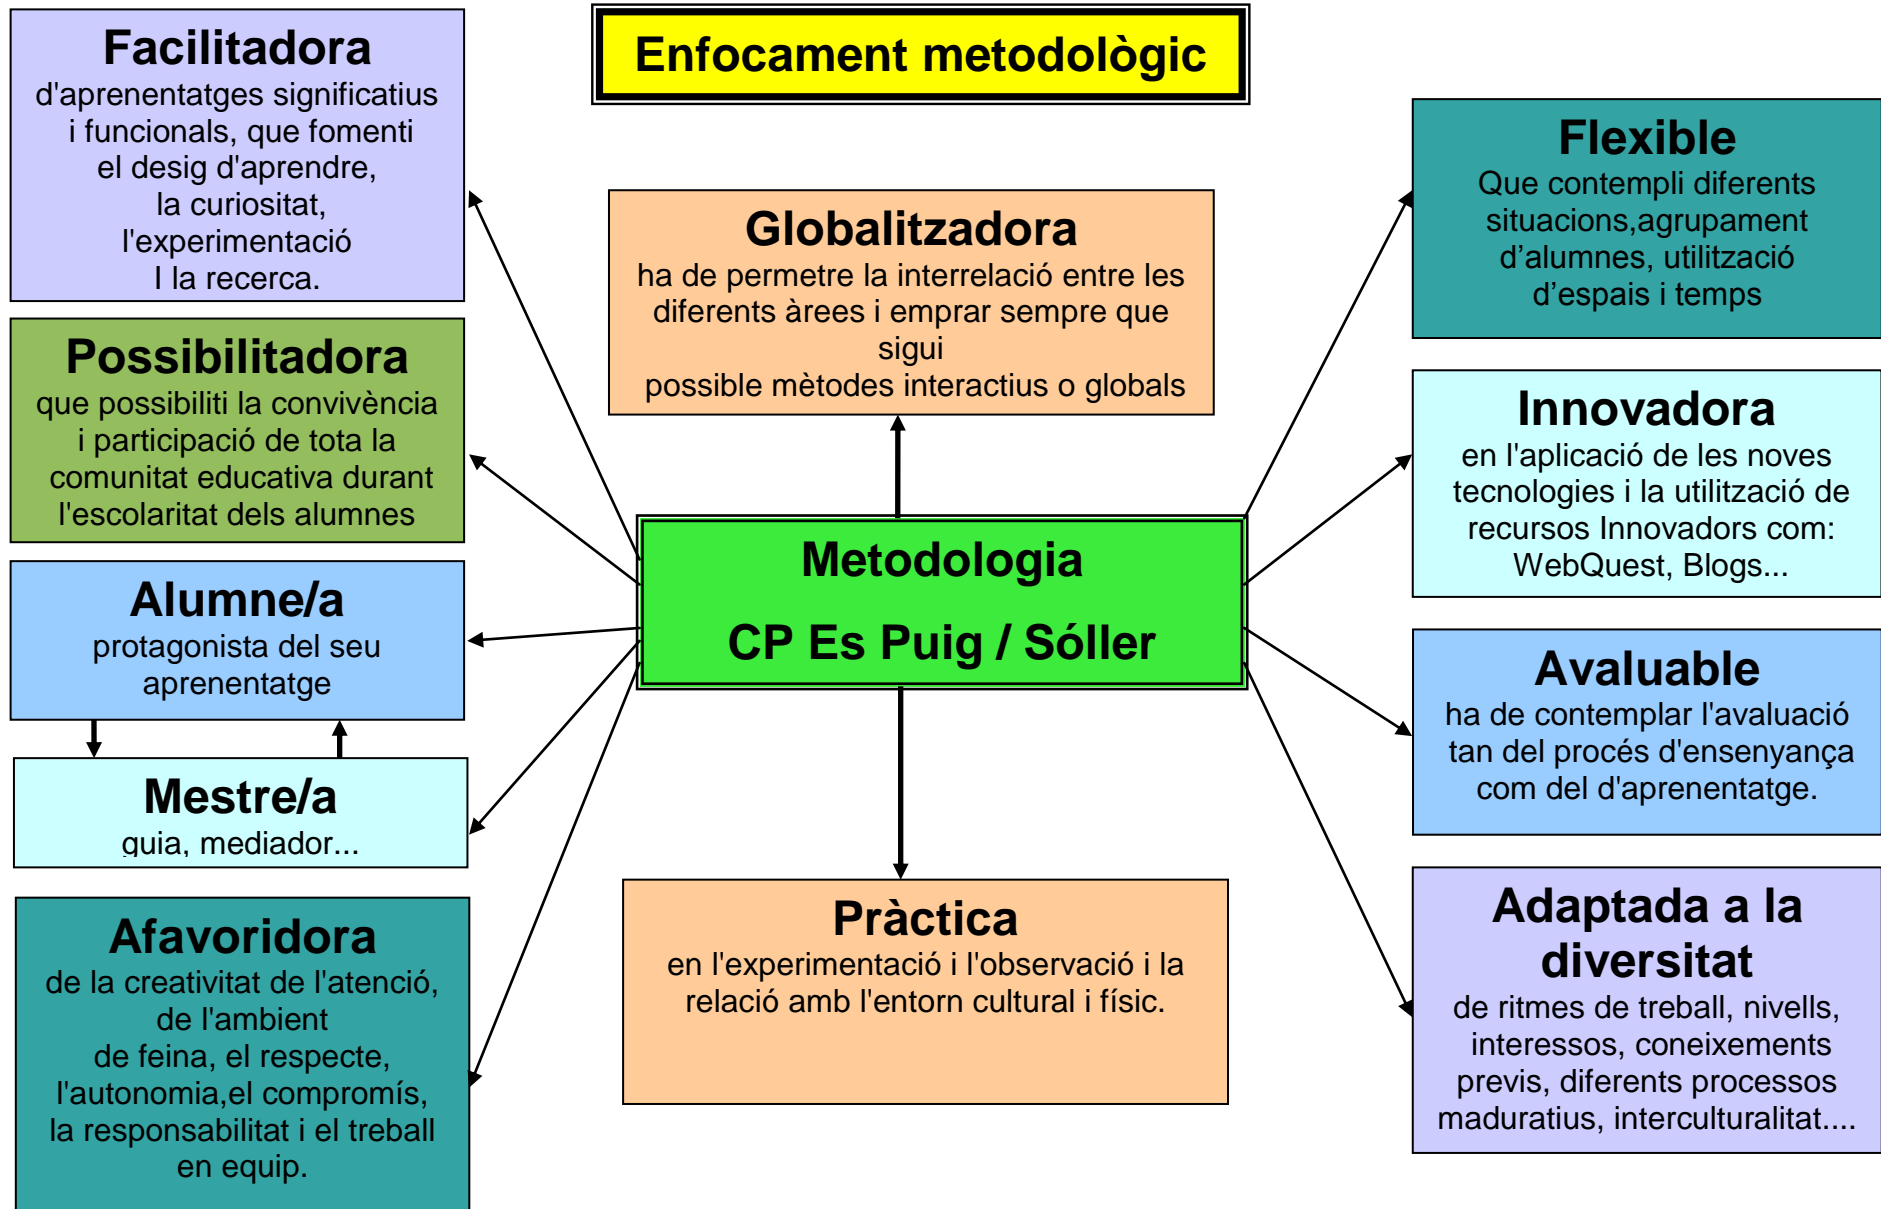 Enfocament metodològic
Facilitadora
d'aprenentatges significatius
i funcionals, que fomenti
el desig d'aprendre,
la curiositat,
l'experimentació
I la recerca.
Possibilitadora
que possibiliti la convivència
i participació de tota la
comunitat educativa durant
l'escolaritat dels alumnes
Alumne/a
protagonista del seu
aprenentatge
Mestre/a
guia, mediador...
Afavoridora
de la creativitat de l'atenció,
de l'ambient
de feina, el respecte,
l'autonomia,el compromís,
la responsabilitat i el treball
en equip.
Globalitzadora
ha de permetre la interrelació entre les
diferents àrees i emprar sempre que
sigui
possible mètodes interactius o globals
Metodologia
CP Es Puig / Sóller
Pràctica
en l'experimentació i l'observació i la
relació amb l'entorn cultural i físic.
Flexible
Que contempli diferents
situacions,agrupament
d’alumnes, utilització
d’espais i temps
Innovadora
en l'aplicació de les noves
tecnologies i la utilització de
recursos Innovadors com:
WebQuest, Blogs...
Avaluable
ha de contemplar l'avaluació
tan del procés d'ensenyança
com del d'aprenentatge.
Adaptada a la
diversitat
de ritmes de treball, nivells,
interessos, coneixements
previs, diferents processos
maduratius, interculturalitat....